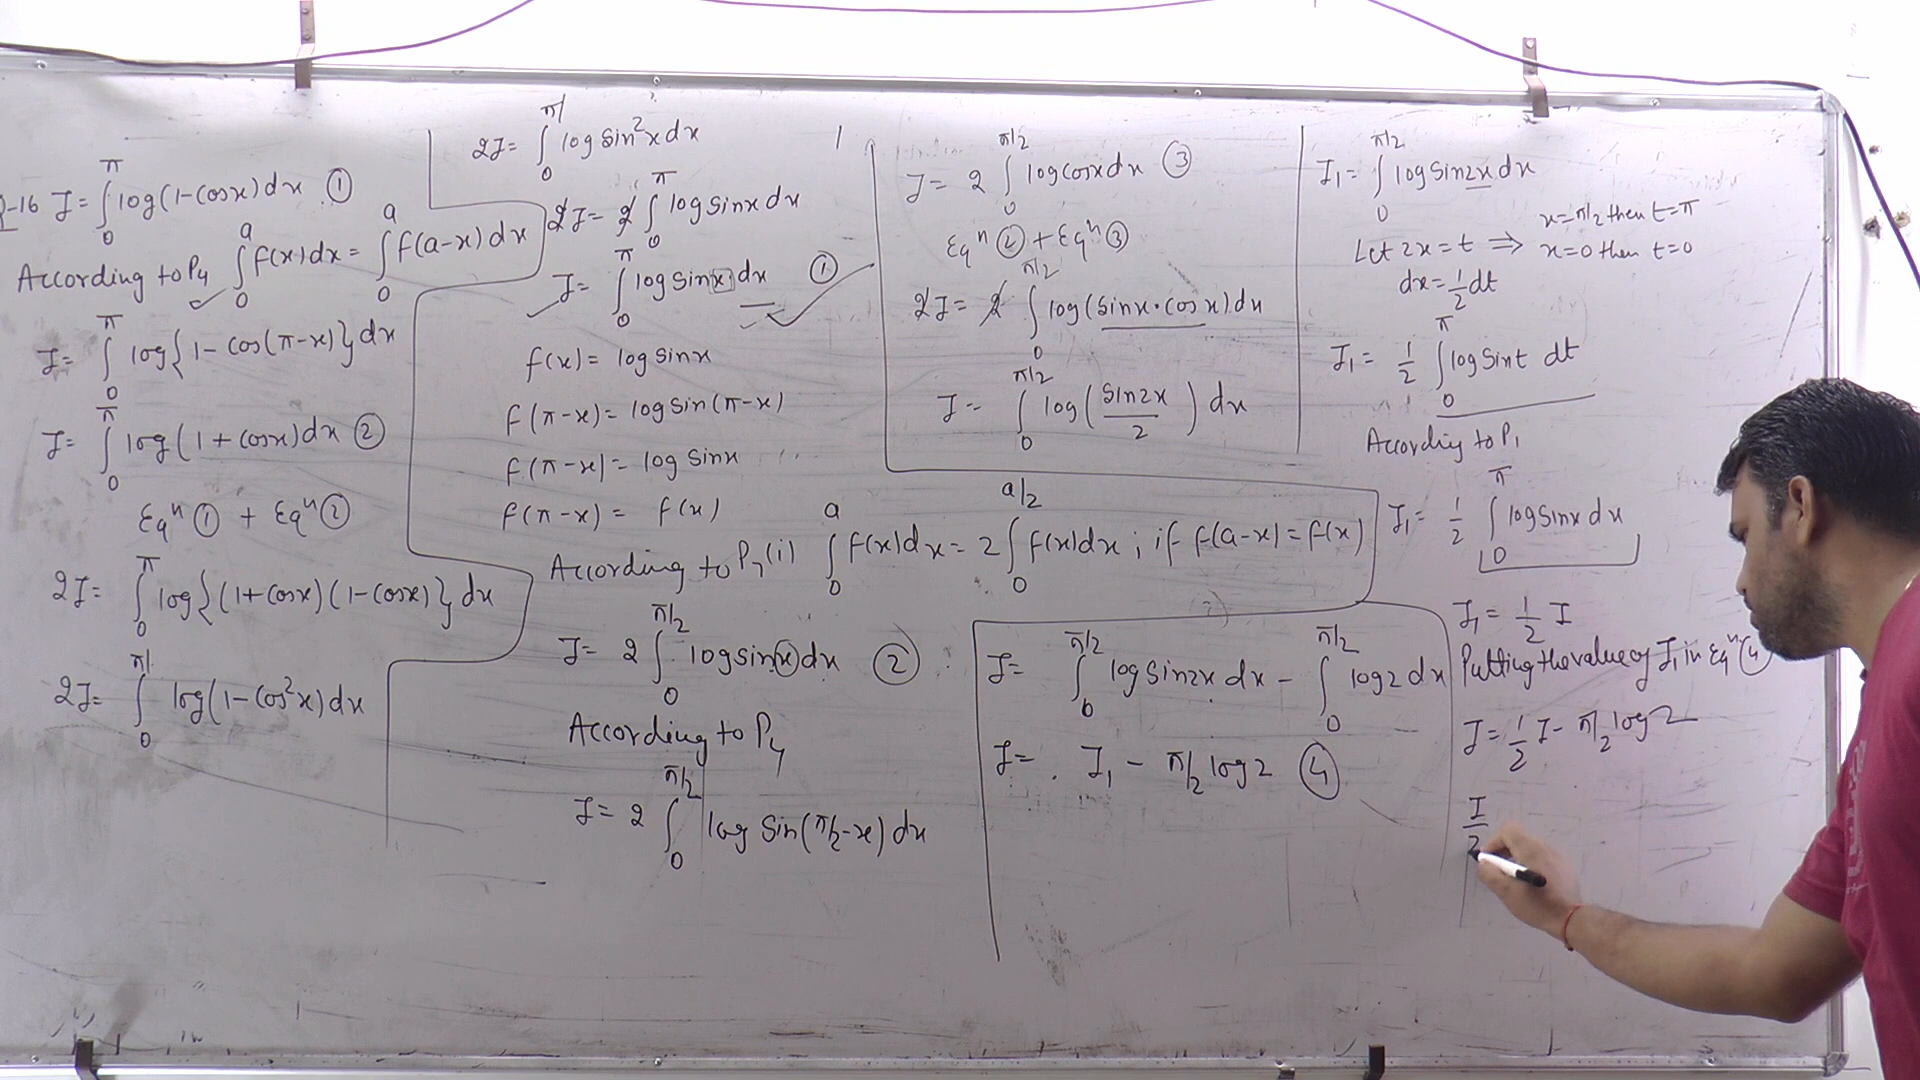 -16 I = ∫₀^π log(1-cosx)dx ①
According to P₄ ∫₀^a f(x)dx = ∫₀^a f(a-x)dx
I = ∫₀^π log{1-cos(π-x)}dx
I = ∫₀^π log(1+cosx)dx ②
Eqⁿ ① + Eqⁿ ②
2I = ∫₀^π log{(1+cosx)(1-cosx)}dx
2I = ∫₀^π log(1-cos²x)dx
2I = ∫₀^π log sin²x dx
2I = 2 ∫₀^π log sinx dx
I = ∫₀^π log sinx dx ①
f(x) = log sinx
f(π-x) = log sin(π-x)
f(π-x) = log sinx
f(π-x) = f(x)
According to P₇(i) ∫₀^a f(x)dx = 2∫₀^a/2 f(x)dx ; if f(a-x) = f(x)
I = 2 ∫₀^π/2 log sin(x)dx ②
According to P₄
I = 2 ∫₀^π/2 log sin(π/2-x)dx
I = 2 ∫₀^π/2 log cosx dx ③
Eqⁿ ② + Eqⁿ ③
2I = 2 ∫₀^π/2 log(sinx·cosx)dx
I = ∫₀^π/2 log(sin2x/2)dx
I = ∫₀^π/2 log sin2x dx - ∫₀^π/2 log2 dx
I = I₁ - π/2 log2 ④
I₁ = ∫₀^π/2 log sin2x dx
x=π/2 then t=π
Let 2x=t ⇒ x=0 then t=0
dx = 1/2 dt
I₁ = 1/2 ∫₀^π log sint dt
According to P₁
I₁ = 1/2 ∫₀^π log sinx dx
I₁ = 1/2 I
Putting the value of I₁ in Eqⁿ ④
I = 1/2 I - π/2 log2
I/2